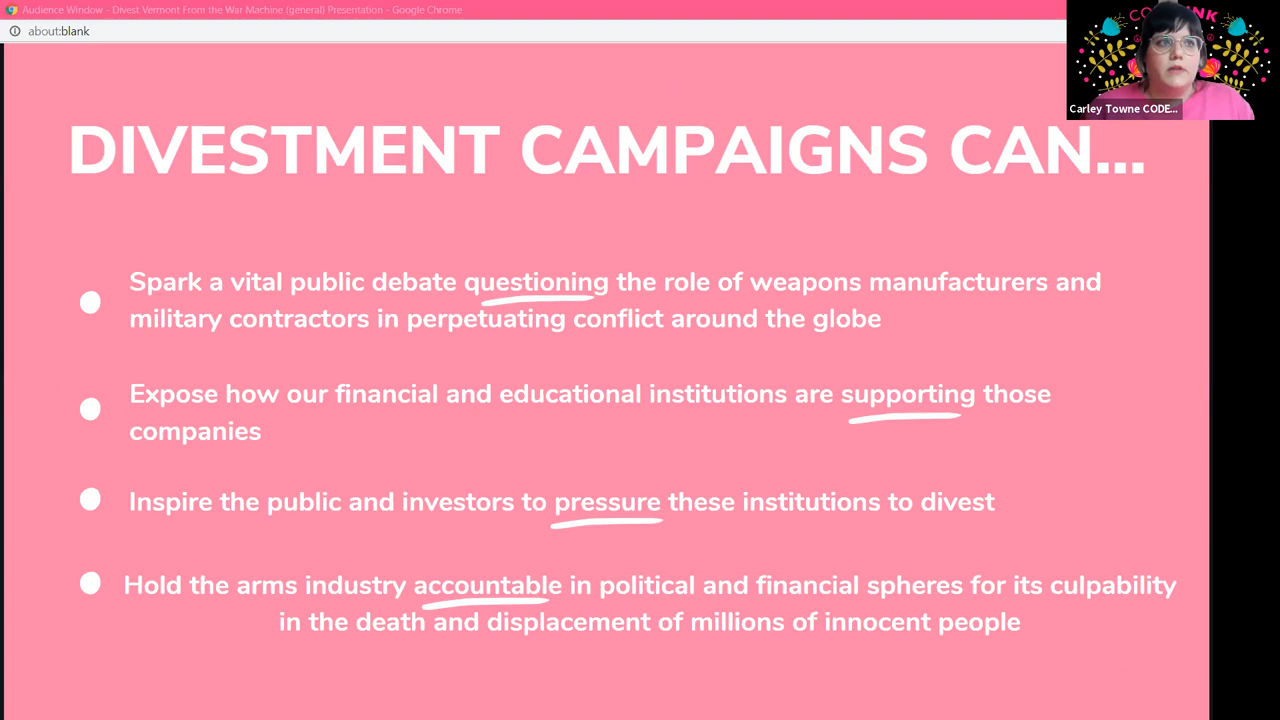 Audience Window - Divest Vermont From the War Machine (general) Presentation - Google Chrome
about:blank
Carley Towne CODE...
DIVESTMENT CAMPAIGNS CAN...
Spark a vital public debate questioning the role of weapons manufacturers and
military contractors in perpetuating conflict around the globe
Expose how our financial and educational institutions are supporting those
companies
Inspire the public and investors to pressure these institutions to divest
Hold the arms industry accountable in political and financial spheres for its culpability
in the death and displacement of millions of innocent people